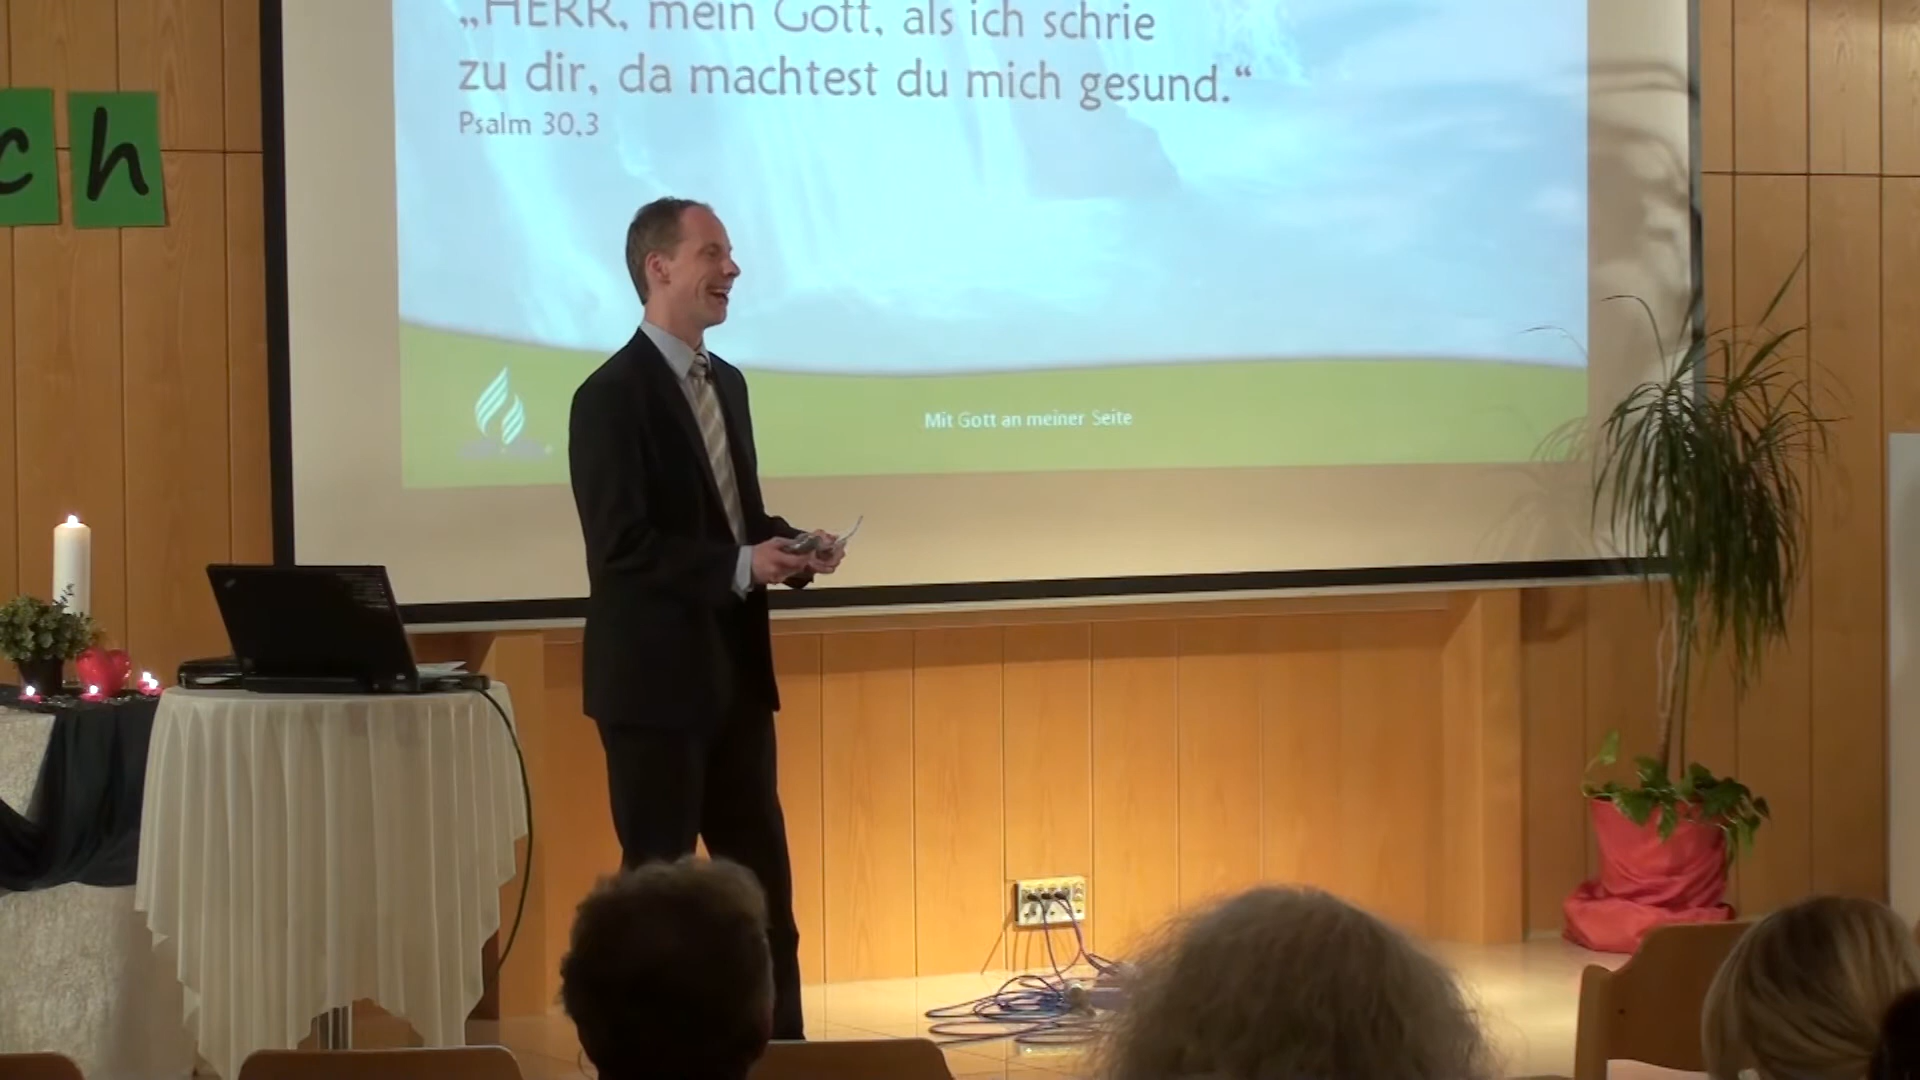 „HERR, mein Gott, als ich schrie
zu dir, da machtest du mich gesund.“
Psalm 30,3
ch
Mit Gott an meiner Seite